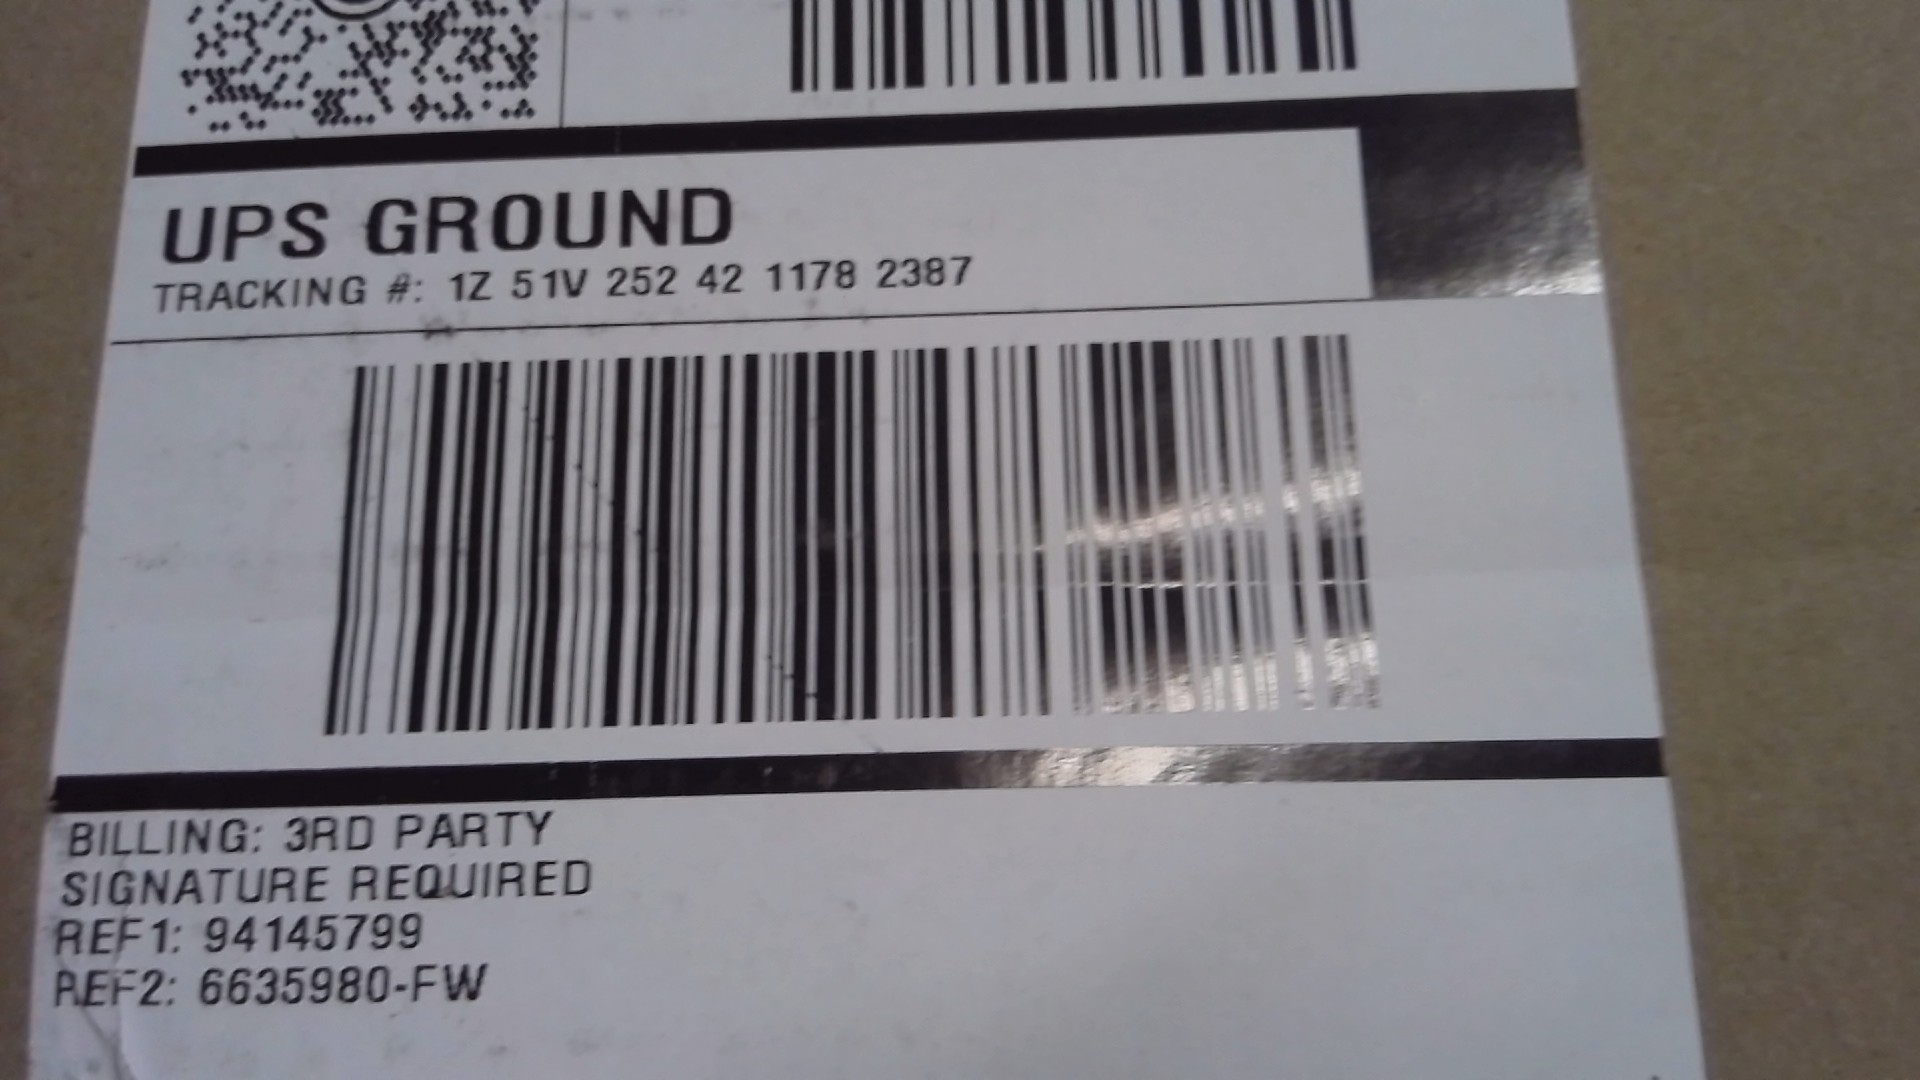 UPS GROUND
TRACKING #: 1Z 51V 252 42 1178 2387
BILLING: 3RD PARTY
SIGNATURE REQUIRED
REF1: 94145799
REF2: 6635980-FW